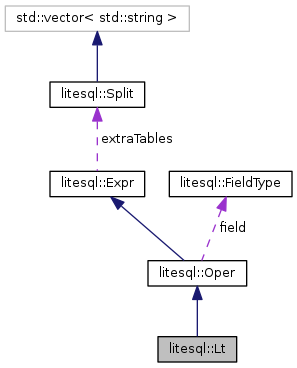 std::vector< std::string >
litesql::Split
extraTables
litesql::Expr
litesql::FieldType
field
litesql::Oper
litesql::Lt